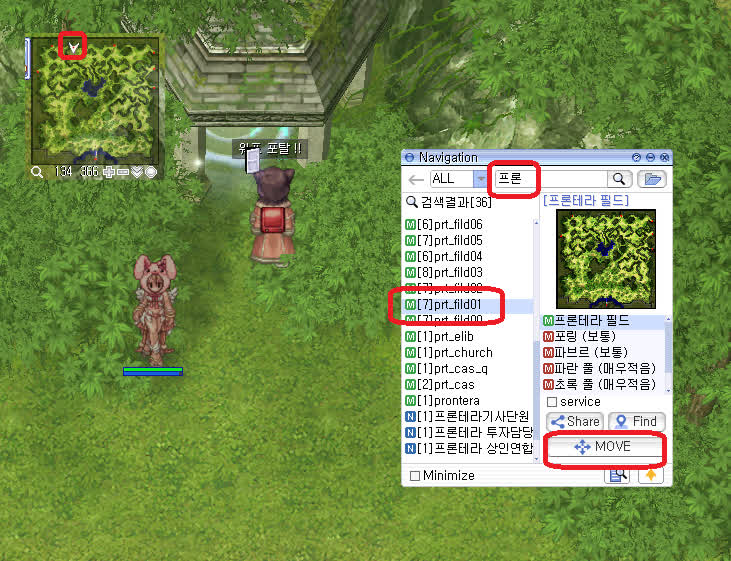 134 366
워프 포탈 !!
Navigation
ALL
프론
검색결과[36]
[프론테라 필드]
M[6]prt_fild06
M[7]prt_fild05
M[6]prt_fild04
M[8]prt_fild03
M[7]prt_fild02
M[7]prt_fild01
M[7]prt_fild00
M[1]prt_elib
M[1]prt_church
M[1]prt_cas_q
M[2]prt_cas
M[1]prontera
N[1]프론테라기사단원
N[1]프론테라 투자담당
N[1]프론테라 상인연합
M프론테라 필드
M포링 (보통)
M파브르 (보통)
M파란 풀 (매우적음)
M초록 풀 (매우적음)
service
Share
Find
MOVE
Minimize